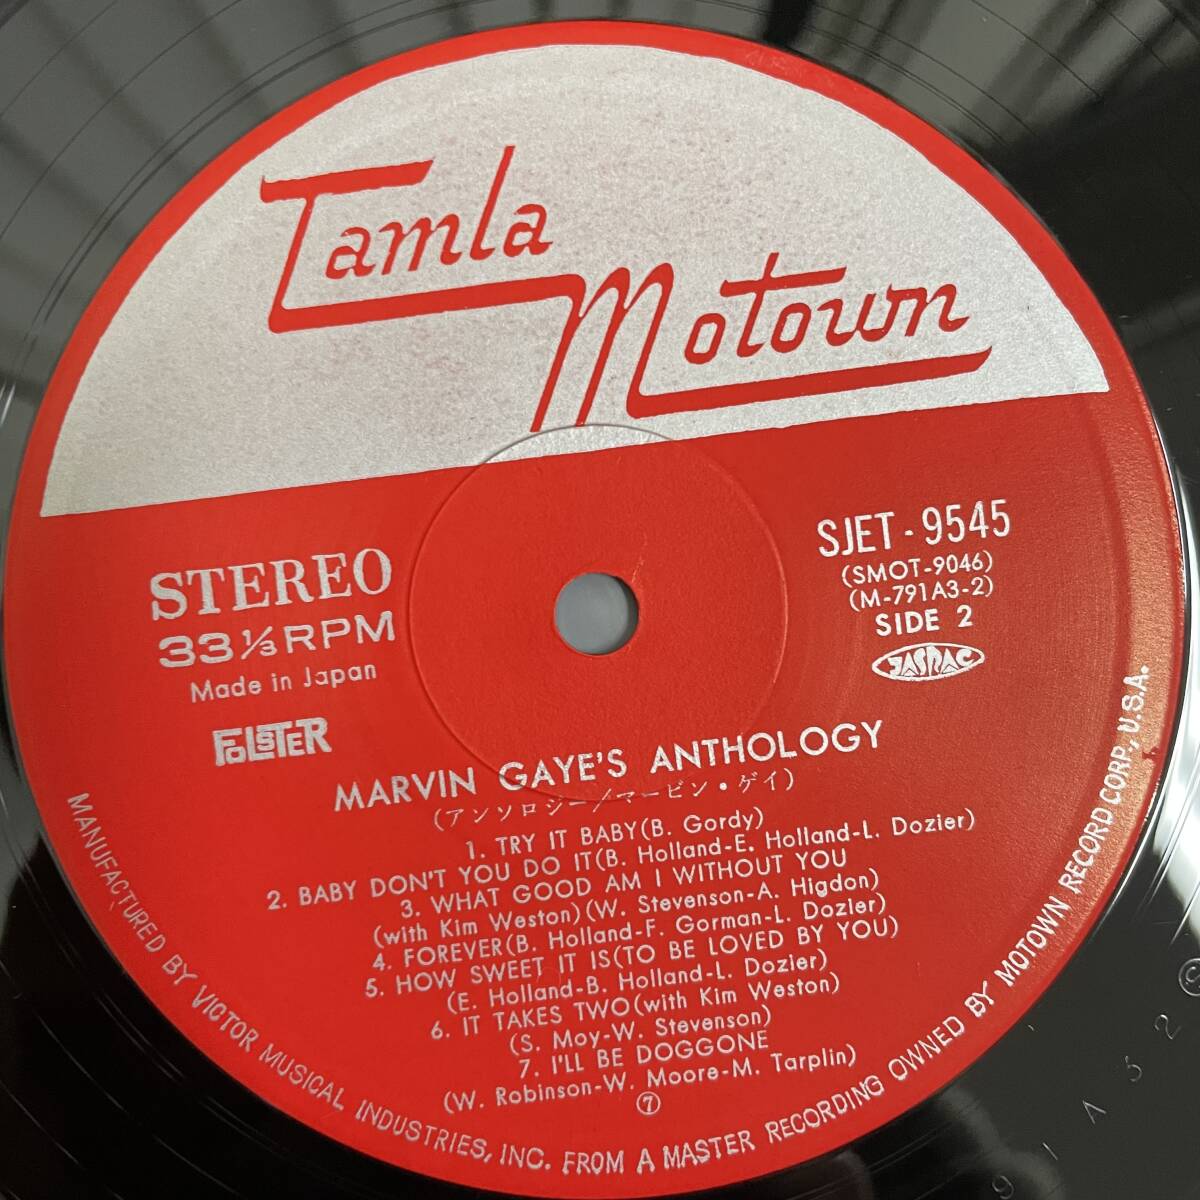 Tamla
Motown
STEREO
33 1/3 RPM
Made in Japan
FOLSTER
SJET-9545
(SMOT-9046)
(M-791A3-2)
SIDE 2
JASRAC
MARVIN GAYE'S ANTHOLOGY
(アンソロジー/マービン・ゲイ)
1. TRY IT BABY(B. Gordy)
2. BABY DON'T YOU DO IT(B. Holland-E. Holland-L. Dozier)
3. WHAT GOOD AM I WITHOUT YOU
(with Kim Weston)(W. Stevenson-A. Higdon)
4. FOREVER(B. Holland-F. Gorman-L. Dozier)
5. HOW SWEET IT IS(TO BE LOVED BY YOU)
(E. Holland-B. Holland-L. Dozier)
6. IT TAKES TWO(with Kim Weston)
(S. Moy-W. Stevenson)
7. I'LL BE DOGGONE
(W. Robinson-W. Moore-M. Tarplin)
⑦
MANUFACTURED BY VICTOR MUSICAL INDUSTRIES, INC. FROM A MASTER RECORDING OWNED BY MOTOWN RECORD CORP., U.S.A.